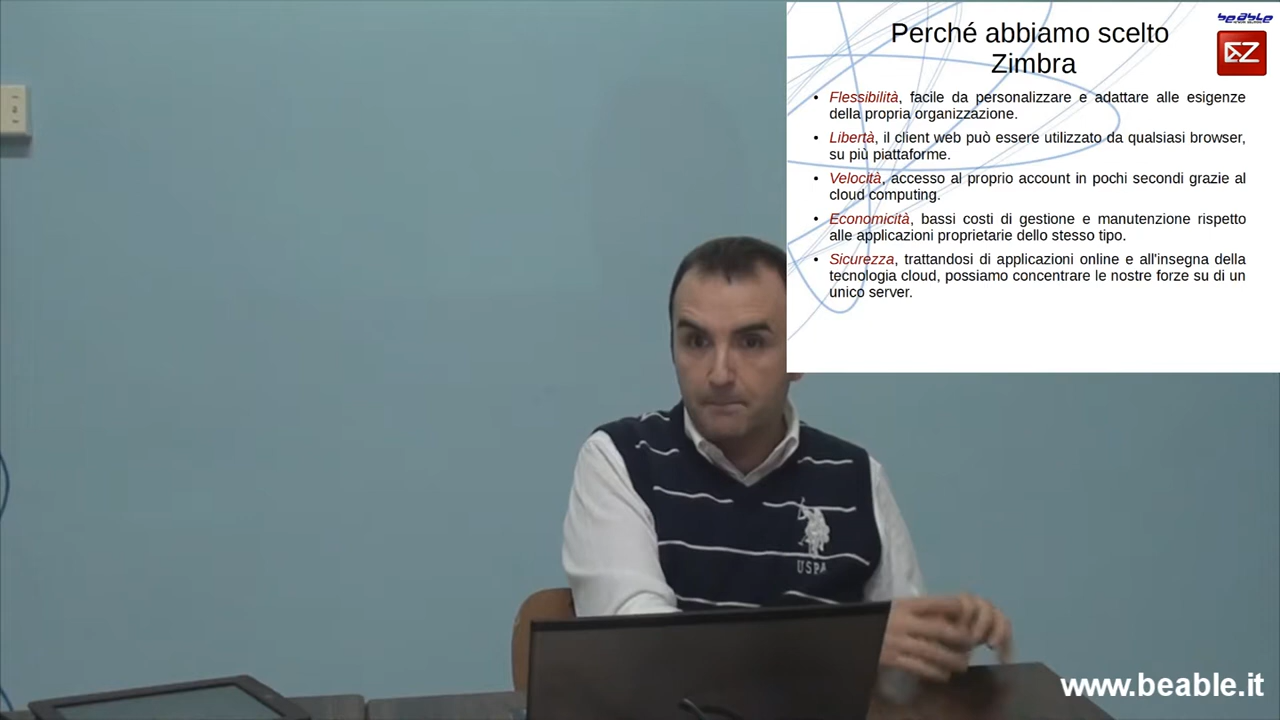 be able
Perché abbiamo scelto
Zimbra
• Flessibilità, facile da personalizzare e adattare alle esigenze
della propria organizzazione.
• Libertà, il client web può essere utilizzato da qualsiasi browser,
su più piattaforme.
• Velocità, accesso al proprio account in pochi secondi grazie al
cloud computing.
• Economicità, bassi costi di gestione e manutenzione rispetto
alle applicazioni proprietarie dello stesso tipo.
• Sicurezza, trattandosi di applicazioni online e all'insegna della
tecnologia cloud, possiamo concentrare le nostre forze su di un
unico server.
USPA
www.beable.it